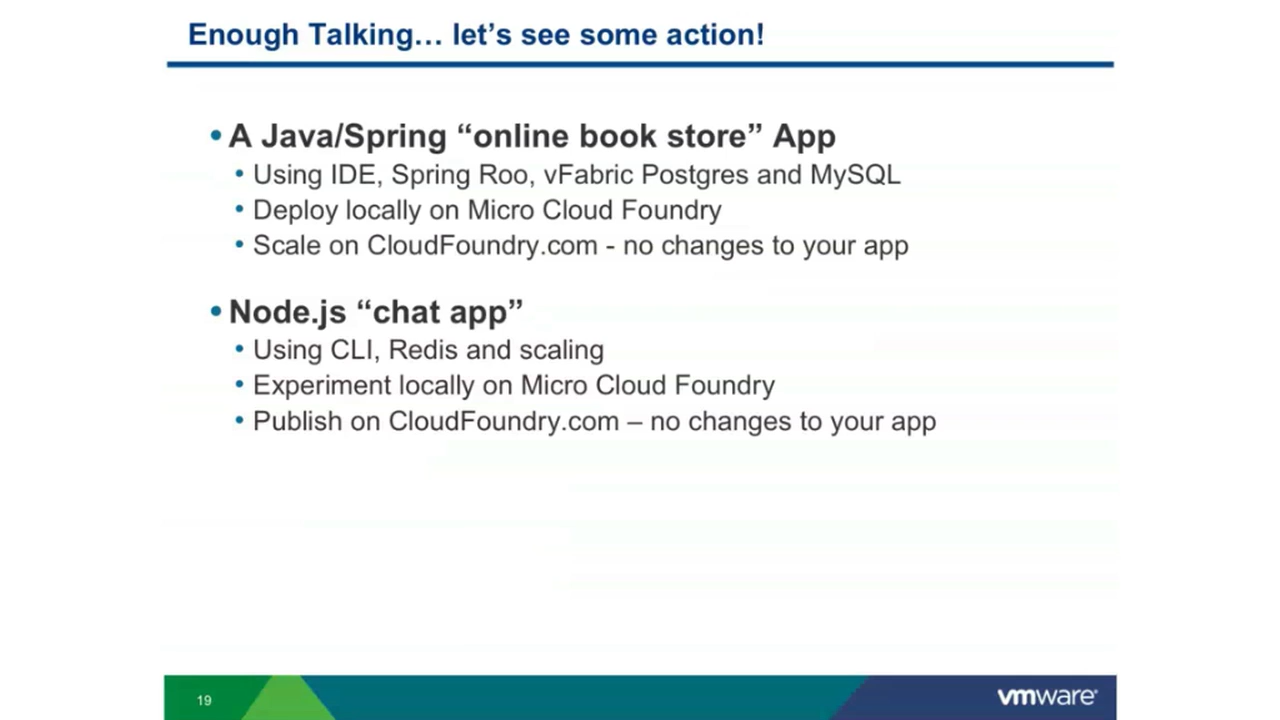 Enough Talking… let’s see some action!
• A Java/Spring “online book store” App
• Using IDE, Spring Roo, vFabric Postgres and MySQL
• Deploy locally on Micro Cloud Foundry
• Scale on CloudFoundry.com - no changes to your app
• Node.js “chat app”
• Using CLI, Redis and scaling
• Experiment locally on Micro Cloud Foundry
• Publish on CloudFoundry.com – no changes to your app
19
vmware®